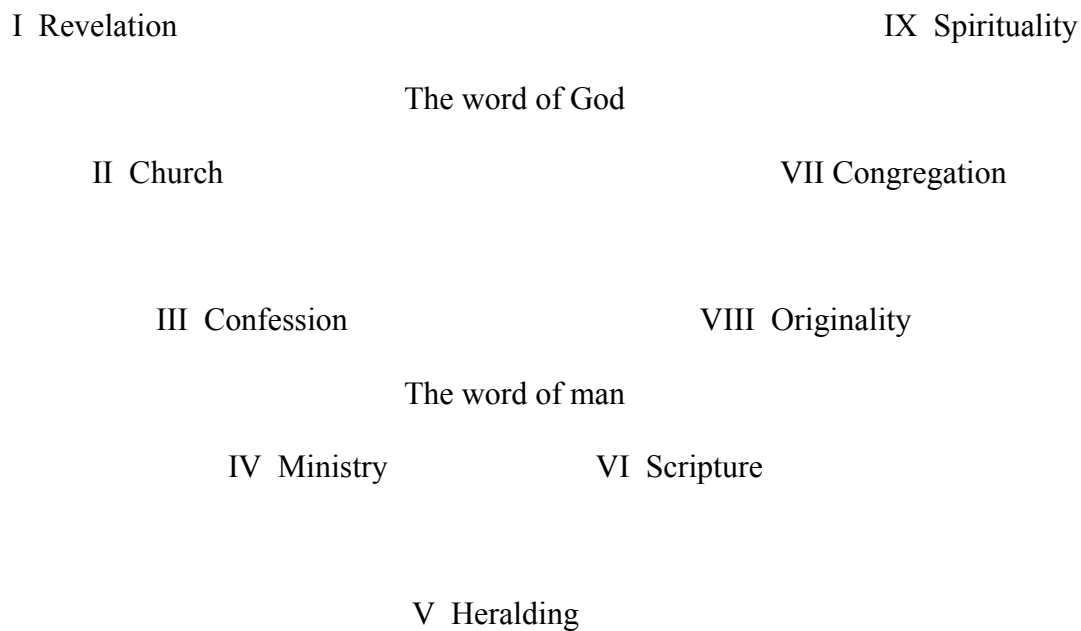 I Revelation IX Spirituality
The word of God
II Church VII Congregation
III Confession VIII Originality
The word of man
IV Ministry VI Scripture
V Heralding